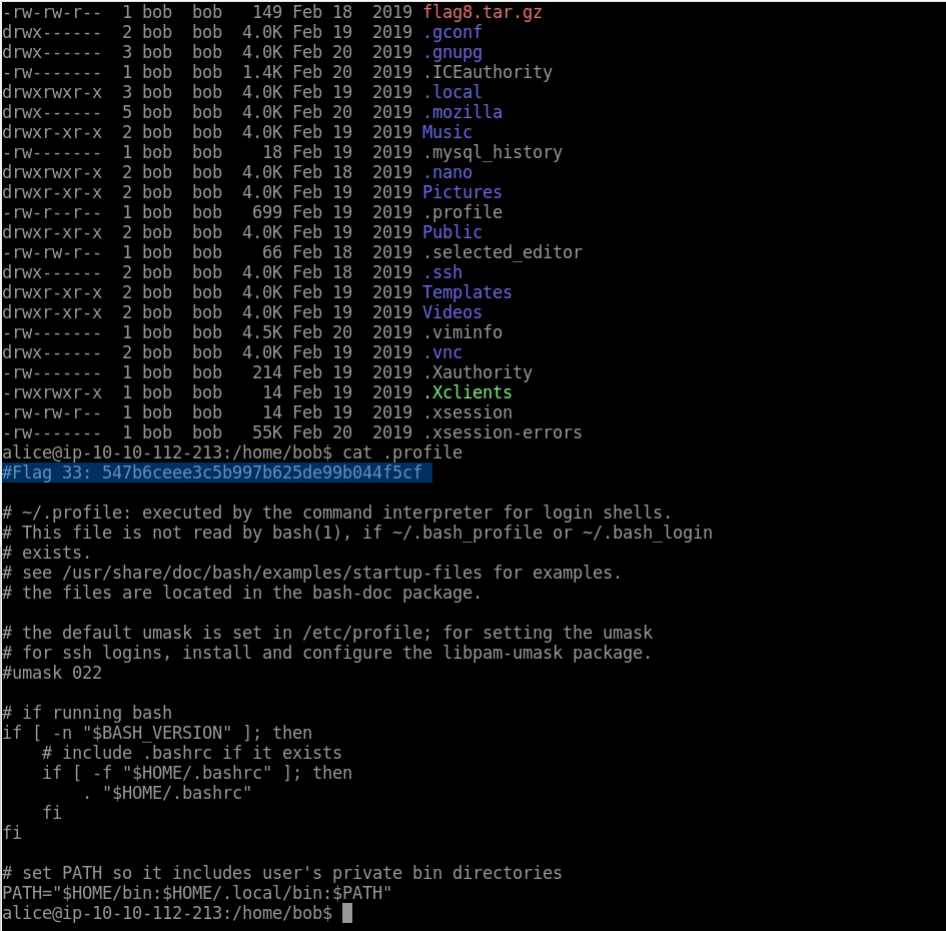 -rw-rw-r--  1 bob  bob   149 Feb 18  2019 flag8.tar.gz
drwx------  2 bob  bob  4.0K Feb 19  2019 .gconf
drwx------  3 bob  bob  4.0K Feb 20  2019 .gnupg
-rw-------  1 bob  bob  1.4K Feb 20  2019 .ICEauthority
drwxrwxr-x  3 bob  bob  4.0K Feb 19  2019 .local
drwx------  5 bob  bob  4.0K Feb 19  2019 .mozilla
drwxr-xr-x  2 bob  bob  4.0K Feb 19  2019 Music
-rw-------  1 bob  bob    18 Feb 19  2019 .mysql_history
drwxrwxr-x  2 bob  bob  4.0K Feb 18  2019 .nano
drwxr-xr-x  2 bob  bob  4.0K Feb 19  2019 Pictures
-rw-r--r--  1 bob  bob   699 Feb 19  2019 .profile
drwxr-xr-x  2 bob  bob  4.0K Feb 19  2019 Public
-rw-rw-r--  1 bob  bob    66 Feb 18  2019 .selected_editor
drwx------  2 bob  bob  4.0K Feb 18  2019 .ssh
drwxr-xr-x  2 bob  bob  4.0K Feb 19  2019 Templates
drwxr-xr-x  2 bob  bob  4.0K Feb 19  2019 Videos
-rw-------  1 bob  bob  4.5K Feb 20  2019 .viminfo
drwx------  2 bob  bob  4.0K Feb 19  2019 .vnc
-rw-------  1 bob  bob   214 Feb 19  2019 .Xauthority
-rwxrwxr-x  1 bob  bob    14 Feb 19  2019 .Xclients
-rw-rw-r--  1 bob  bob    14 Feb 19  2019 .xsession
-rw-------  1 bob  bob   55K Feb 20  2019 .xsession-errors
alice@ip-10-10-112-213:/home/bob$ cat .profile
#Flag 33: 547b6ceee3c5b997b625de99b044f5cf
# ~/.profile: executed by the command interpreter for login shells.
# This file is not read by bash(1), if ~/.bash_profile or ~/.bash_login
# exists.
# see /usr/share/doc/bash/examples/startup-files for examples.
# the files are located in the bash-doc package.
# the default umask is set in /etc/profile; for setting the umask
# for ssh logins, install and configure the libpam-umask package.
#umask 022
# if running bash
if [ -n "$BASH_VERSION" ]; then
    # include .bashrc if it exists
    if [ -f "$HOME/.bashrc" ]; then
        . "$HOME/.bashrc"
    fi
fi
# set PATH so it includes user's private bin directories
PATH="$HOME/bin:$HOME/.local/bin:$PATH"
alice@ip-10-10-112-213:/home/bob$